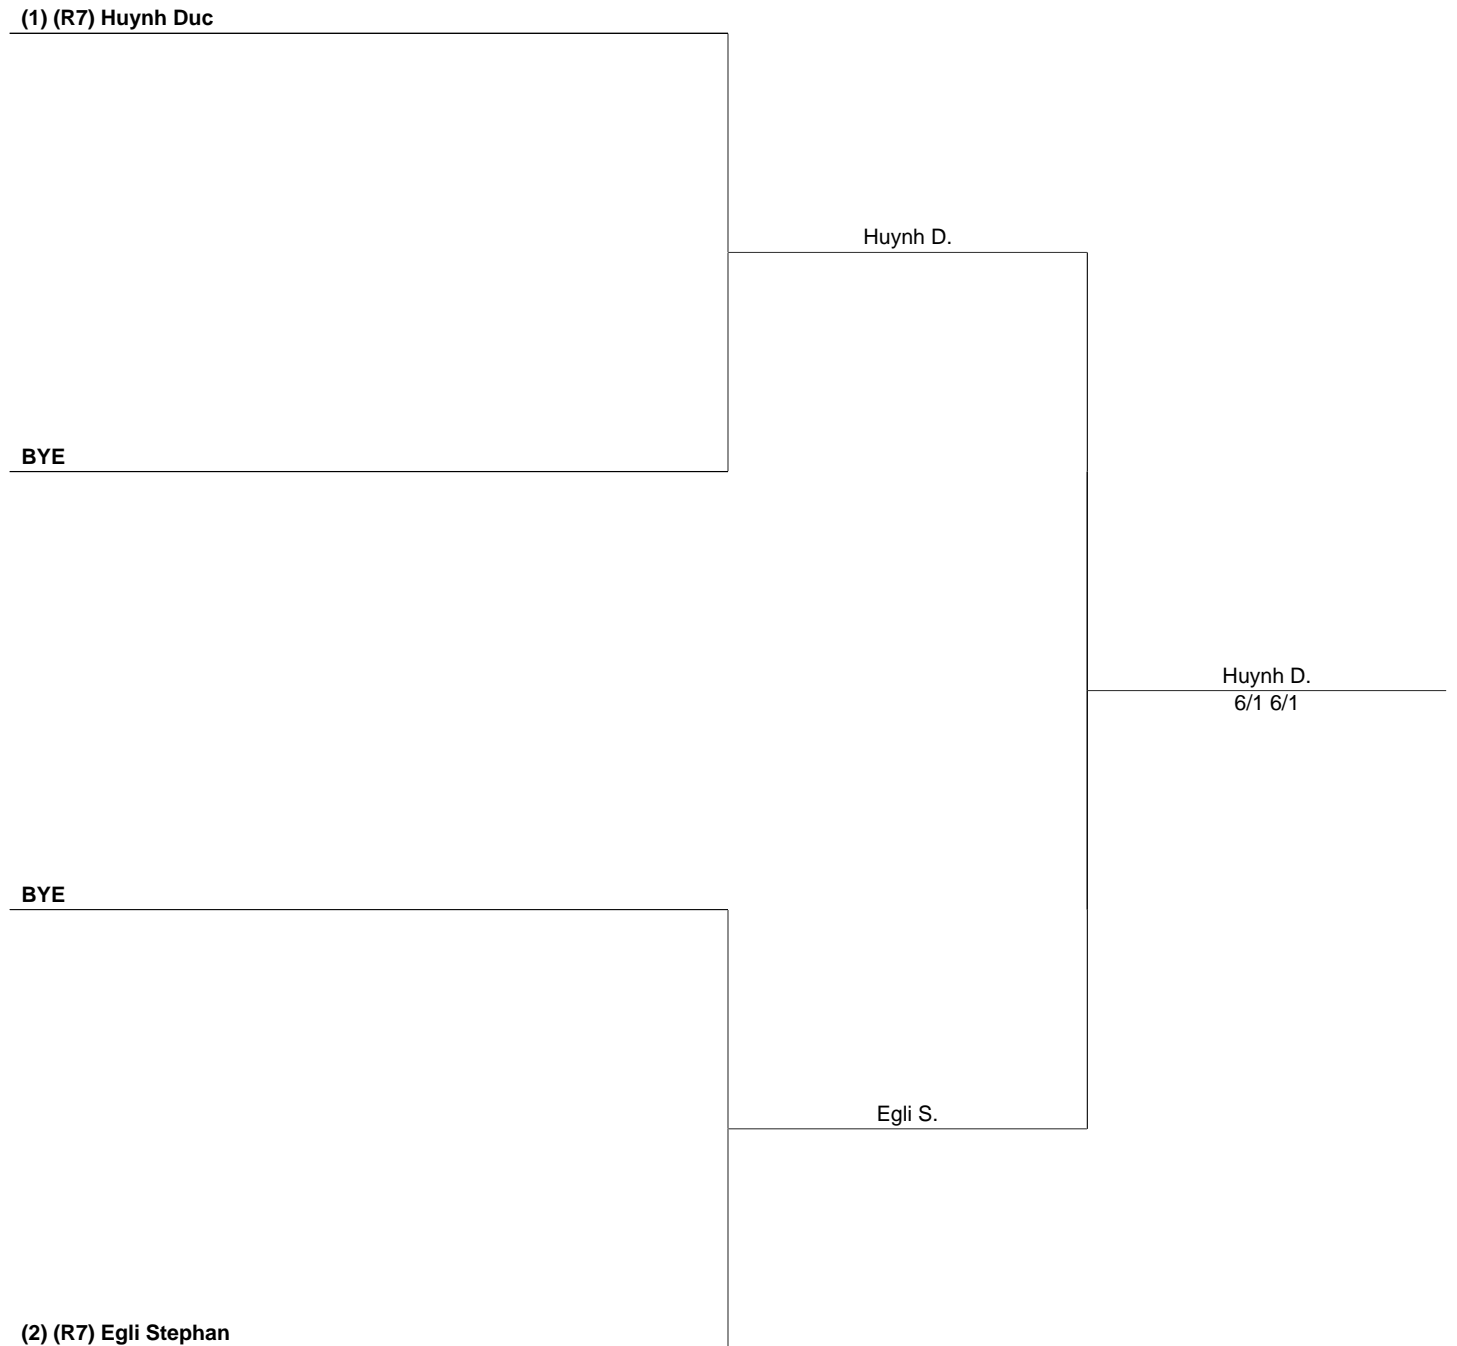 (1) (R7) Huynh Duc
Huynh D.
BYE
Huynh D.
6/1 6/1
BYE
Egli S.
(2) (R7) Egli Stephan